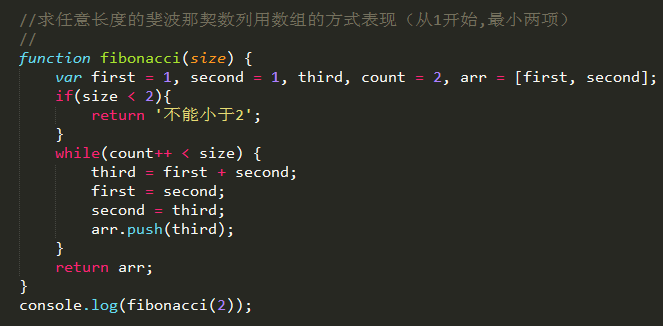 //求任意长度的斐波那契数列用数组的方式表现（从1开始,最小两项）
//
function fibonacci(size) {
    var first = 1, second = 1, third, count = 2, arr = [first, second];
    if(size < 2){
        return '不能小于2';
    }
    while(count++ < size) {
        third = first + second;
        first = second;
        second = third;
        arr.push(third);
    }
    return arr;
}
console.log(fibonacci(2));